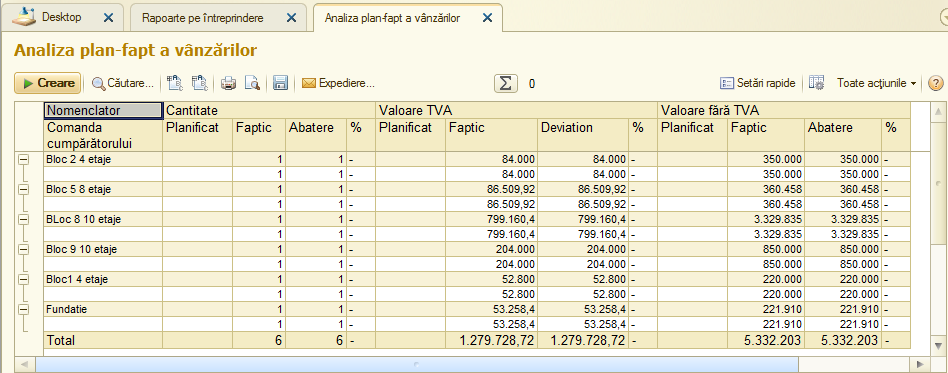 Desktop Rapoarte pe întreprindere Analiza plan-fapt a vânzărilor
Analiza plan-fapt a vânzărilor
Creare Căutare... Expediere... Σ 0 Setări rapide Toate acţiunile ?
Nomenclator Cantitate Valoare TVA Valoare fără TVA
Comanda cumpărătorului Planificat Faptic Abatere % Planificat Faptic Deviation % Planificat Faptic Abatere %
Bloc 2 4 etaje 1 1 - 84.000 84.000 - 350.000 350.000 -
1 1 - 84.000 84.000 - 350.000 350.000 -
Bloc 5 8 etaje 1 1 - 86.509,92 86.509,92 - 360.458 360.458 -
1 1 - 86.509,92 86.509,92 - 360.458 360.458 -
BLoc 8 10 etaje 1 1 - 799.160,4 799.160,4 - 3.329.835 3.329.835 -
1 1 - 799.160,4 799.160,4 - 3.329.835 3.329.835 -
Bloc 9 10 etaje 1 1 - 204.000 204.000 - 850.000 850.000 -
1 1 - 204.000 204.000 - 850.000 850.000 -
Bloc1 4 etaje 1 1 - 52.800 52.800 - 220.000 220.000 -
1 1 - 52.800 52.800 - 220.000 220.000 -
Fundatie 1 1 - 53.258,4 53.258,4 - 221.910 221.910 -
1 1 - 53.258,4 53.258,4 - 221.910 221.910 -
Total 6 6 - 1.279.728,72 1.279.728,72 - 5.332.203 5.332.203 -